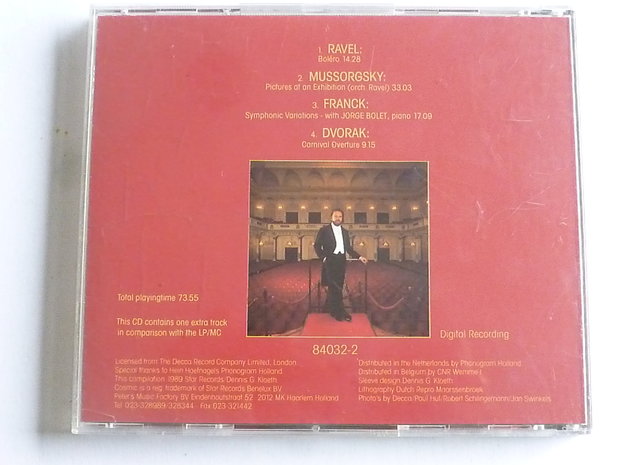 1. RAVEL:
Boléro 14.28
2. MUSSORGSKY:
Pictures at an Exhibition (orch. Ravel) 33.03
3. FRANCK:
Symphonic Variations - with JORGE BOLET, piano 17.09
4. DVORAK:
Carnival Overture 9.15
Total playingtime 73.55
This CD contains one extra track
in comparison with the LP/MC
84032-2
Digital Recording
Licensed from The Decca Record Company Limited, London.
Special thanks to Hein Hoefnagels Phonogram Holland.
This compilation 1989 Star Records/Dennis G. Kloeth
Cosmic is a reg. trademark of Star Records Benelux BV.
Peter's Music Factory BV. Eindenhoutstraat 57 2012 MK Haarlem Holland
Tel. 023-328989-328344 Fax 023-321442
Distributed in the Netherlands by Phonogram Holland.
Distributed in Belgium by CNR Wemmel
Sleeve design Dennis G. Kloeth
Lithography Dutch Repro Maarssenbroek
Photo's by Decca/Paul Huf/Robert Schlingemann/Jan Swinkels